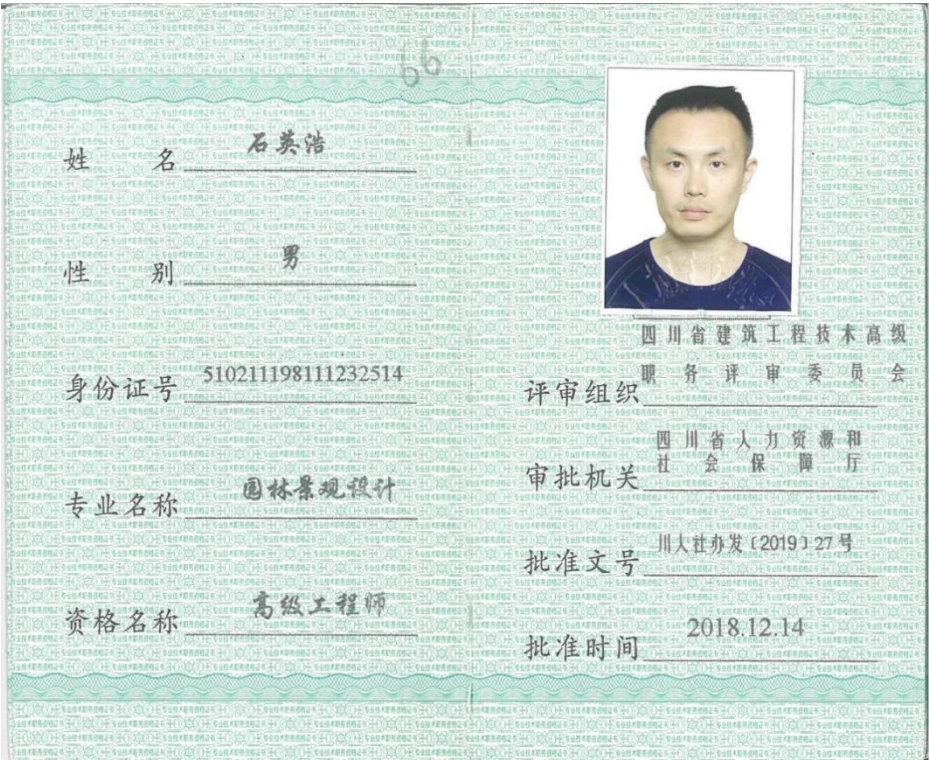 66
姓名 石英浩
性别 男
身份证号 510211198111232514
专业名称 园林景观设计
资格名称 高级工程师
四川省建筑工程技术高级
评审组织 职务评审委员会
四川省人力资源和
审批机关 社会保障厅
批准文号 川人社办发〔2019〕27号
批准时间 2018.12.14